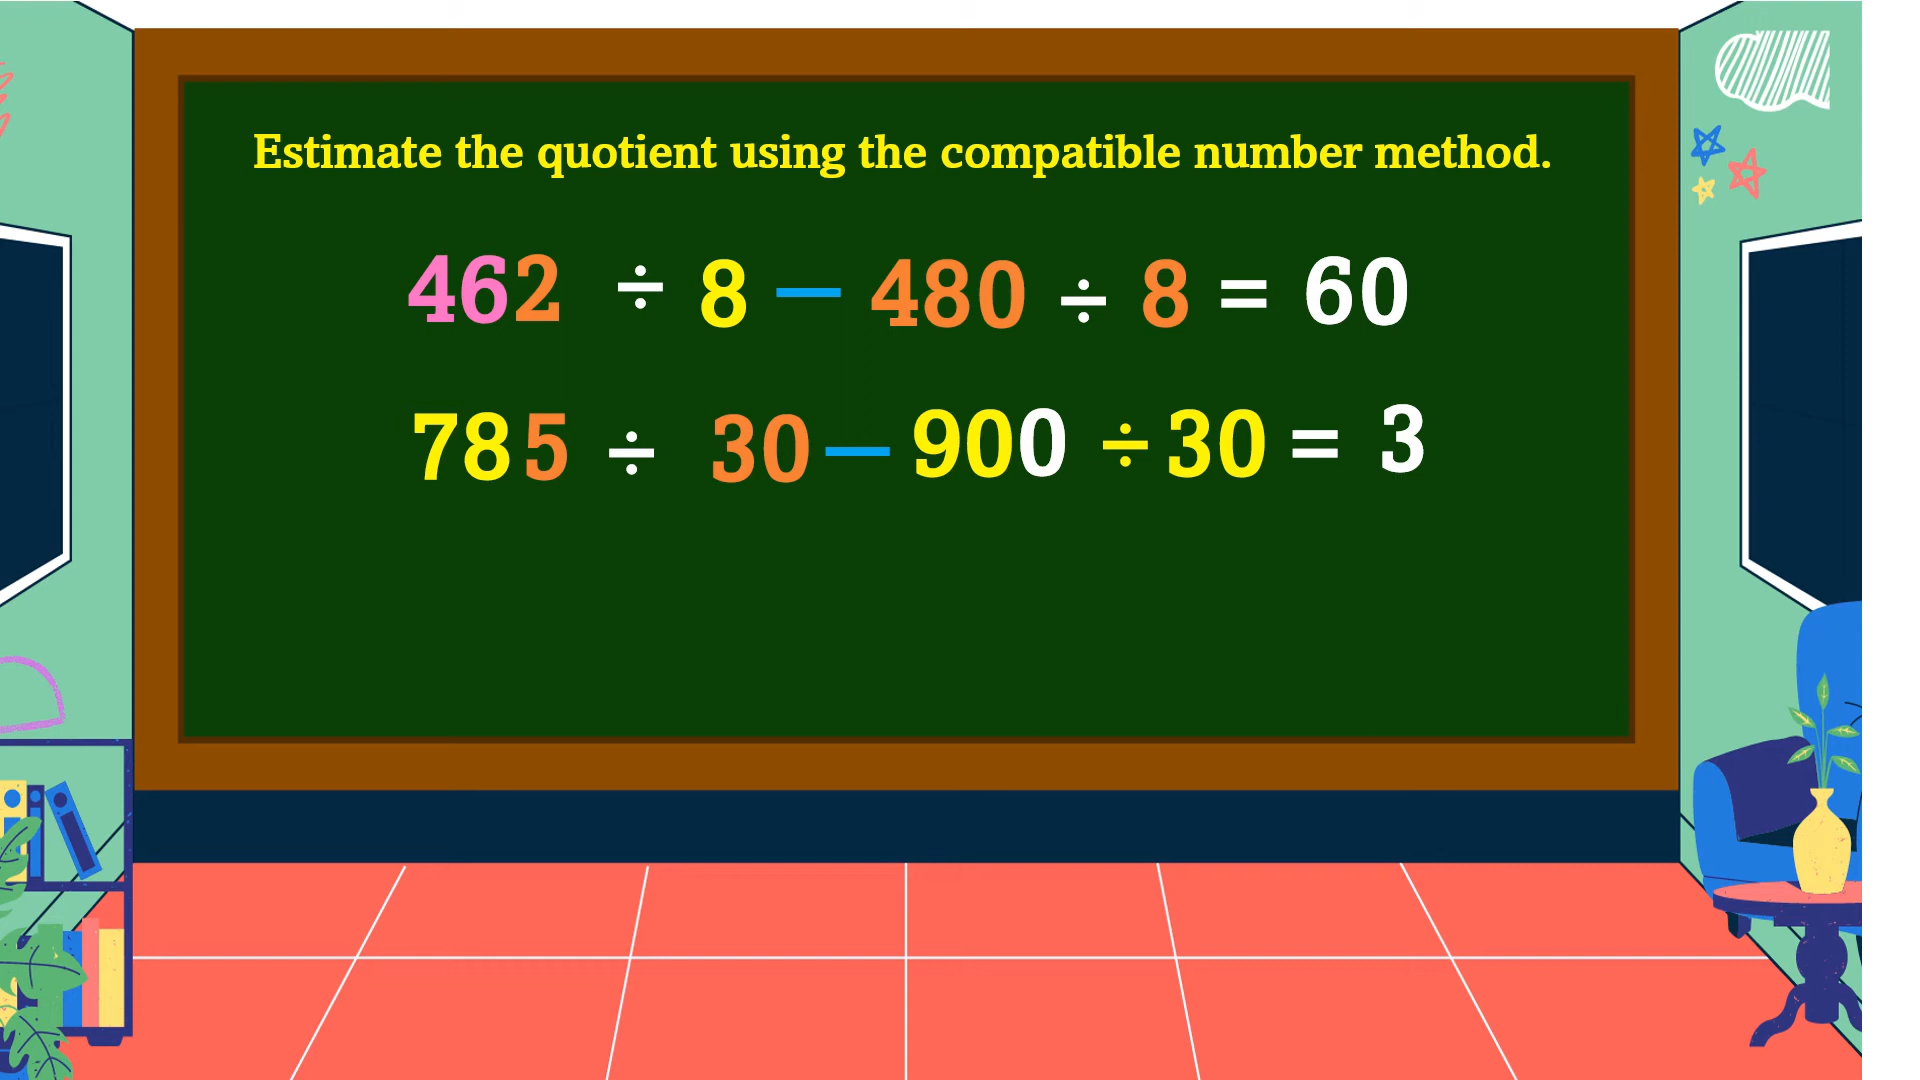 Estimate the quotient using the compatible number method.
462 ÷ 8 — 480 ÷ 8 = 60
785 ÷ 30 — 900 ÷ 30 = 3